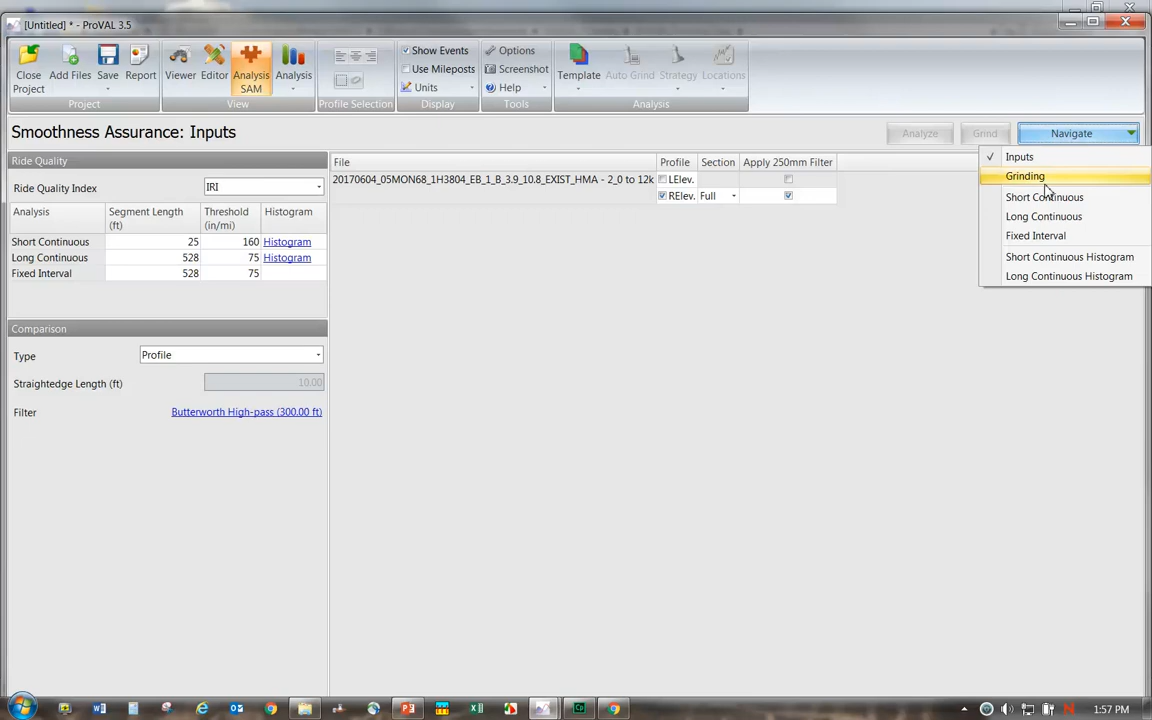 [Untitled] * - ProVAL 3.5
Close Project
Add Files
Save
Report
Project
Viewer
Editor
Analysis SAM
Analysis
View
Profile Selection
Show Events
Use Mileposts
Units
Display
Options
Screenshot
Help
Tools
Template
Auto Grind
Strategy
Locations
Analysis
Smoothness Assurance: Inputs
Analyze
Grind
Navigate
Inputs
Grinding
Short Continuous
Long Continuous
Fixed Interval
Short Continuous Histogram
Long Continuous Histogram
Ride Quality
Ride Quality Index
IRI
Analysis Segment Length (ft) Threshold (in/mi) Histogram
Short Continuous 25 160 Histogram
Long Continuous 528 75 Histogram
Fixed Interval 528 75
Comparison
Type Profile
Straightedge Length (ft) 10.00
Filter Butterworth High-pass (300.00 ft)
File Profile Section Apply 250mm Filter
20170604_05MON68_1H3804_EB_1_B_3.9_10.8_EXIST_HMA - 2_0 to 12k LElev.
RElev. Full
1:57 PM